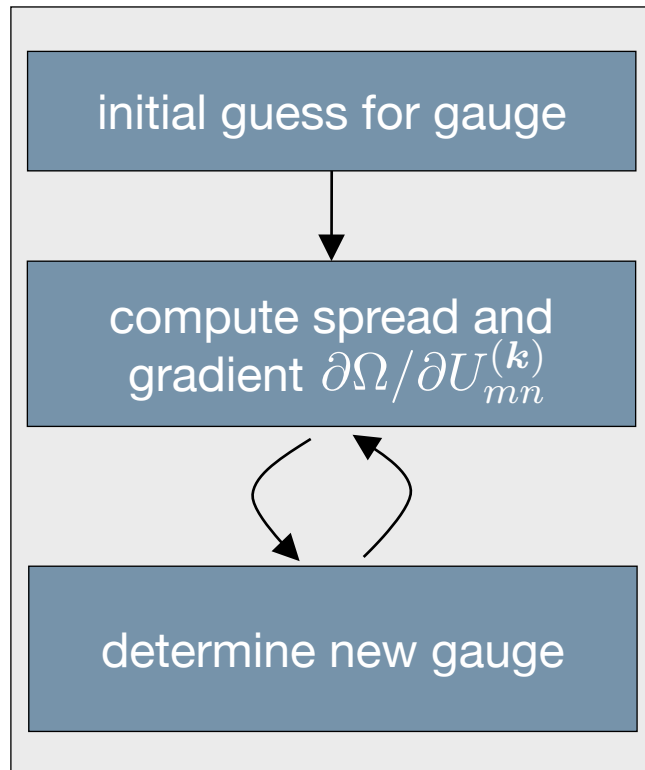 initial guess for gauge
compute spread and
gradient ∂Ω/∂U_{mn}^{(𝒌)}
determine new gauge